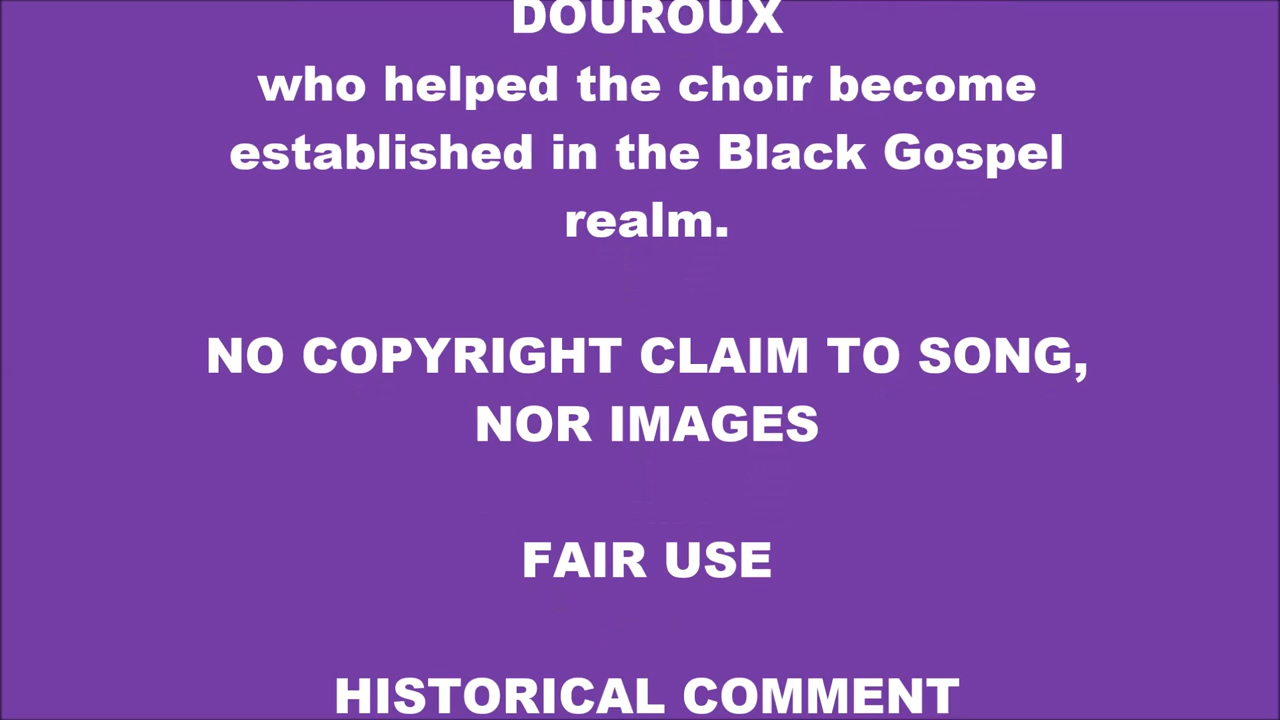 DOUROUX
who helped the choir become
established in the Black Gospel
realm.
NO COPYRIGHT CLAIM TO SONG,
NOR IMAGES
FAIR USE
HISTORICAL COMMENT